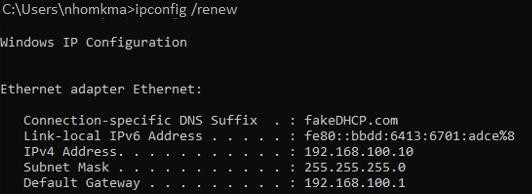 C:\Users\nhomkma>ipconfig /renew
Windows IP Configuration
Ethernet adapter Ethernet:
Connection-specific DNS Suffix . : fakeDHCP.com
Link-local IPv6 Address . . . . . : fe80::bbdd:6413:6701:adce%8
IPv4 Address. . . . . . . . . . . : 192.168.100.10
Subnet Mask . . . . . . . . . . . : 255.255.255.0
Default Gateway . . . . . . . . . : 192.168.100.1